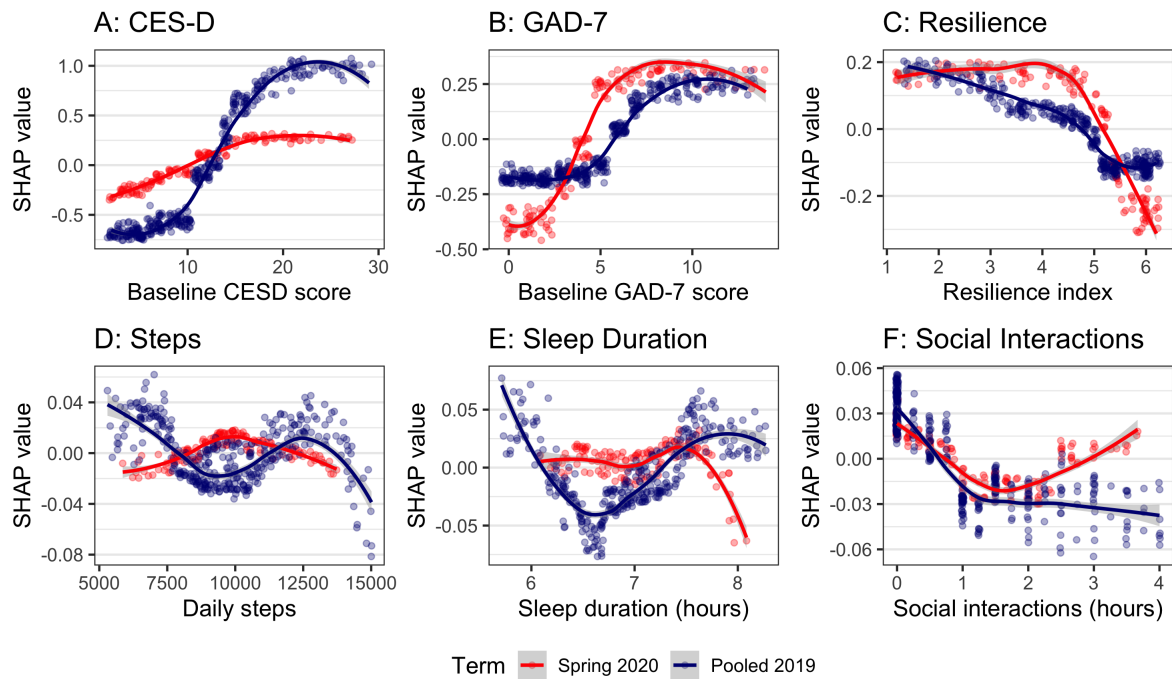 A: CES-D
B: GAD-7
C: Resilience
SHAP value
1.0
0.5
0.0
-0.5
10
20
30
Baseline CESD score
SHAP value
0.25
0.00
-0.25
-0.50
0
5
10
Baseline GAD-7 score
SHAP value
0.2
0.0
-0.2
1
2
3
4
5
6
Resilience index
D: Steps
E: Sleep Duration
F: Social Interactions
SHAP value
0.04
0.00
-0.04
-0.08
5000
7500
10000
12500
15000
Daily steps
SHAP value
0.05
0.00
-0.05
6
7
8
Sleep duration (hours)
SHAP value
0.06
0.03
0.00
-0.03
-0.06
0
1
2
3
4
Social interactions (hours)
Term
Spring 2020
Pooled 2019